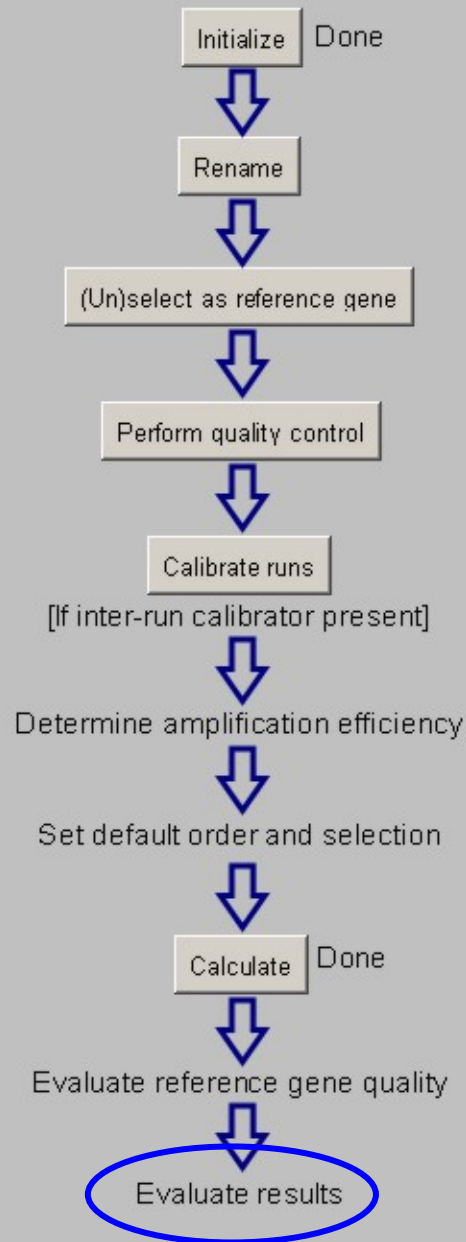 Initialize Done
Rename
(Un)select as reference gene
Perform quality control
Calibrate runs
[If inter-run calibrator present]
Determine amplification efficiency
Set default order and selection
Calculate Done
Evaluate reference gene quality
Evaluate results